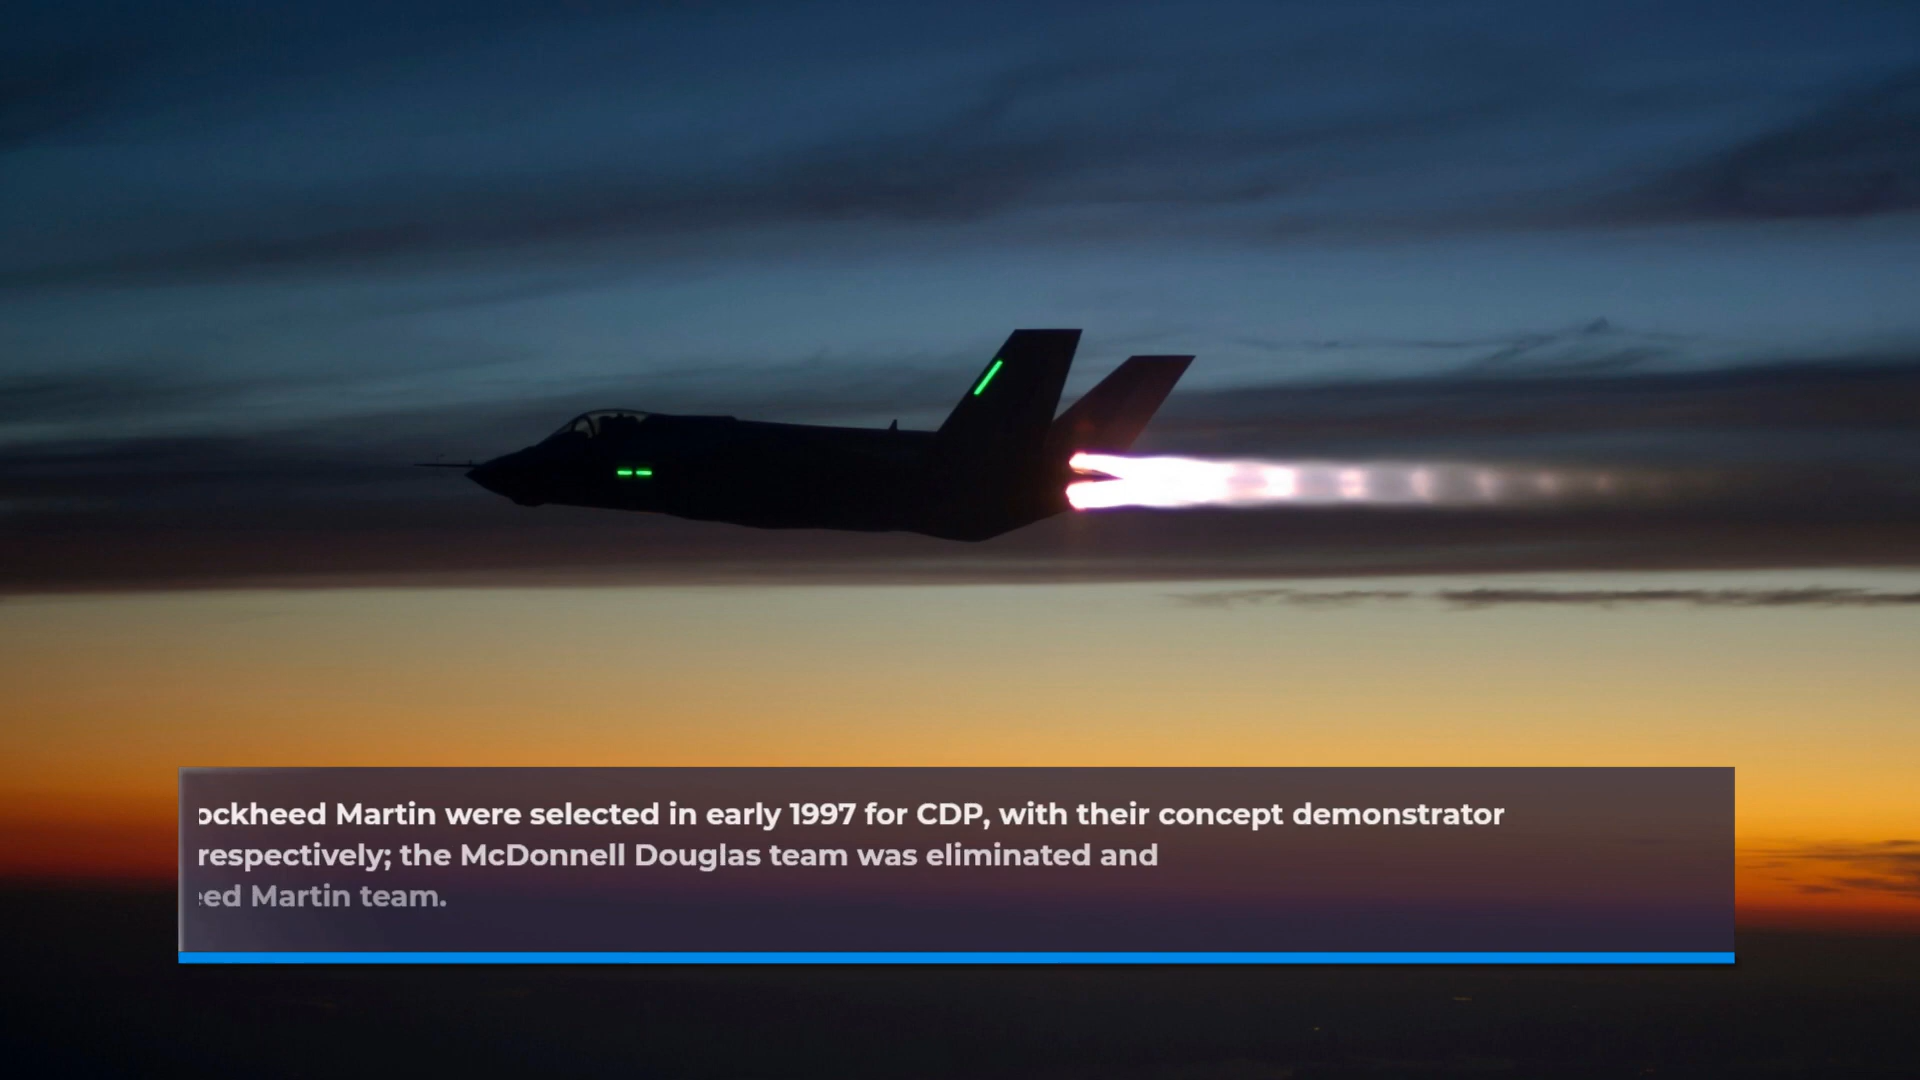 ockheed Martin were selected in early 1997 for CDP, with their concept demonstrator
respectively; the McDonnell Douglas team was eliminated and
eed Martin team.